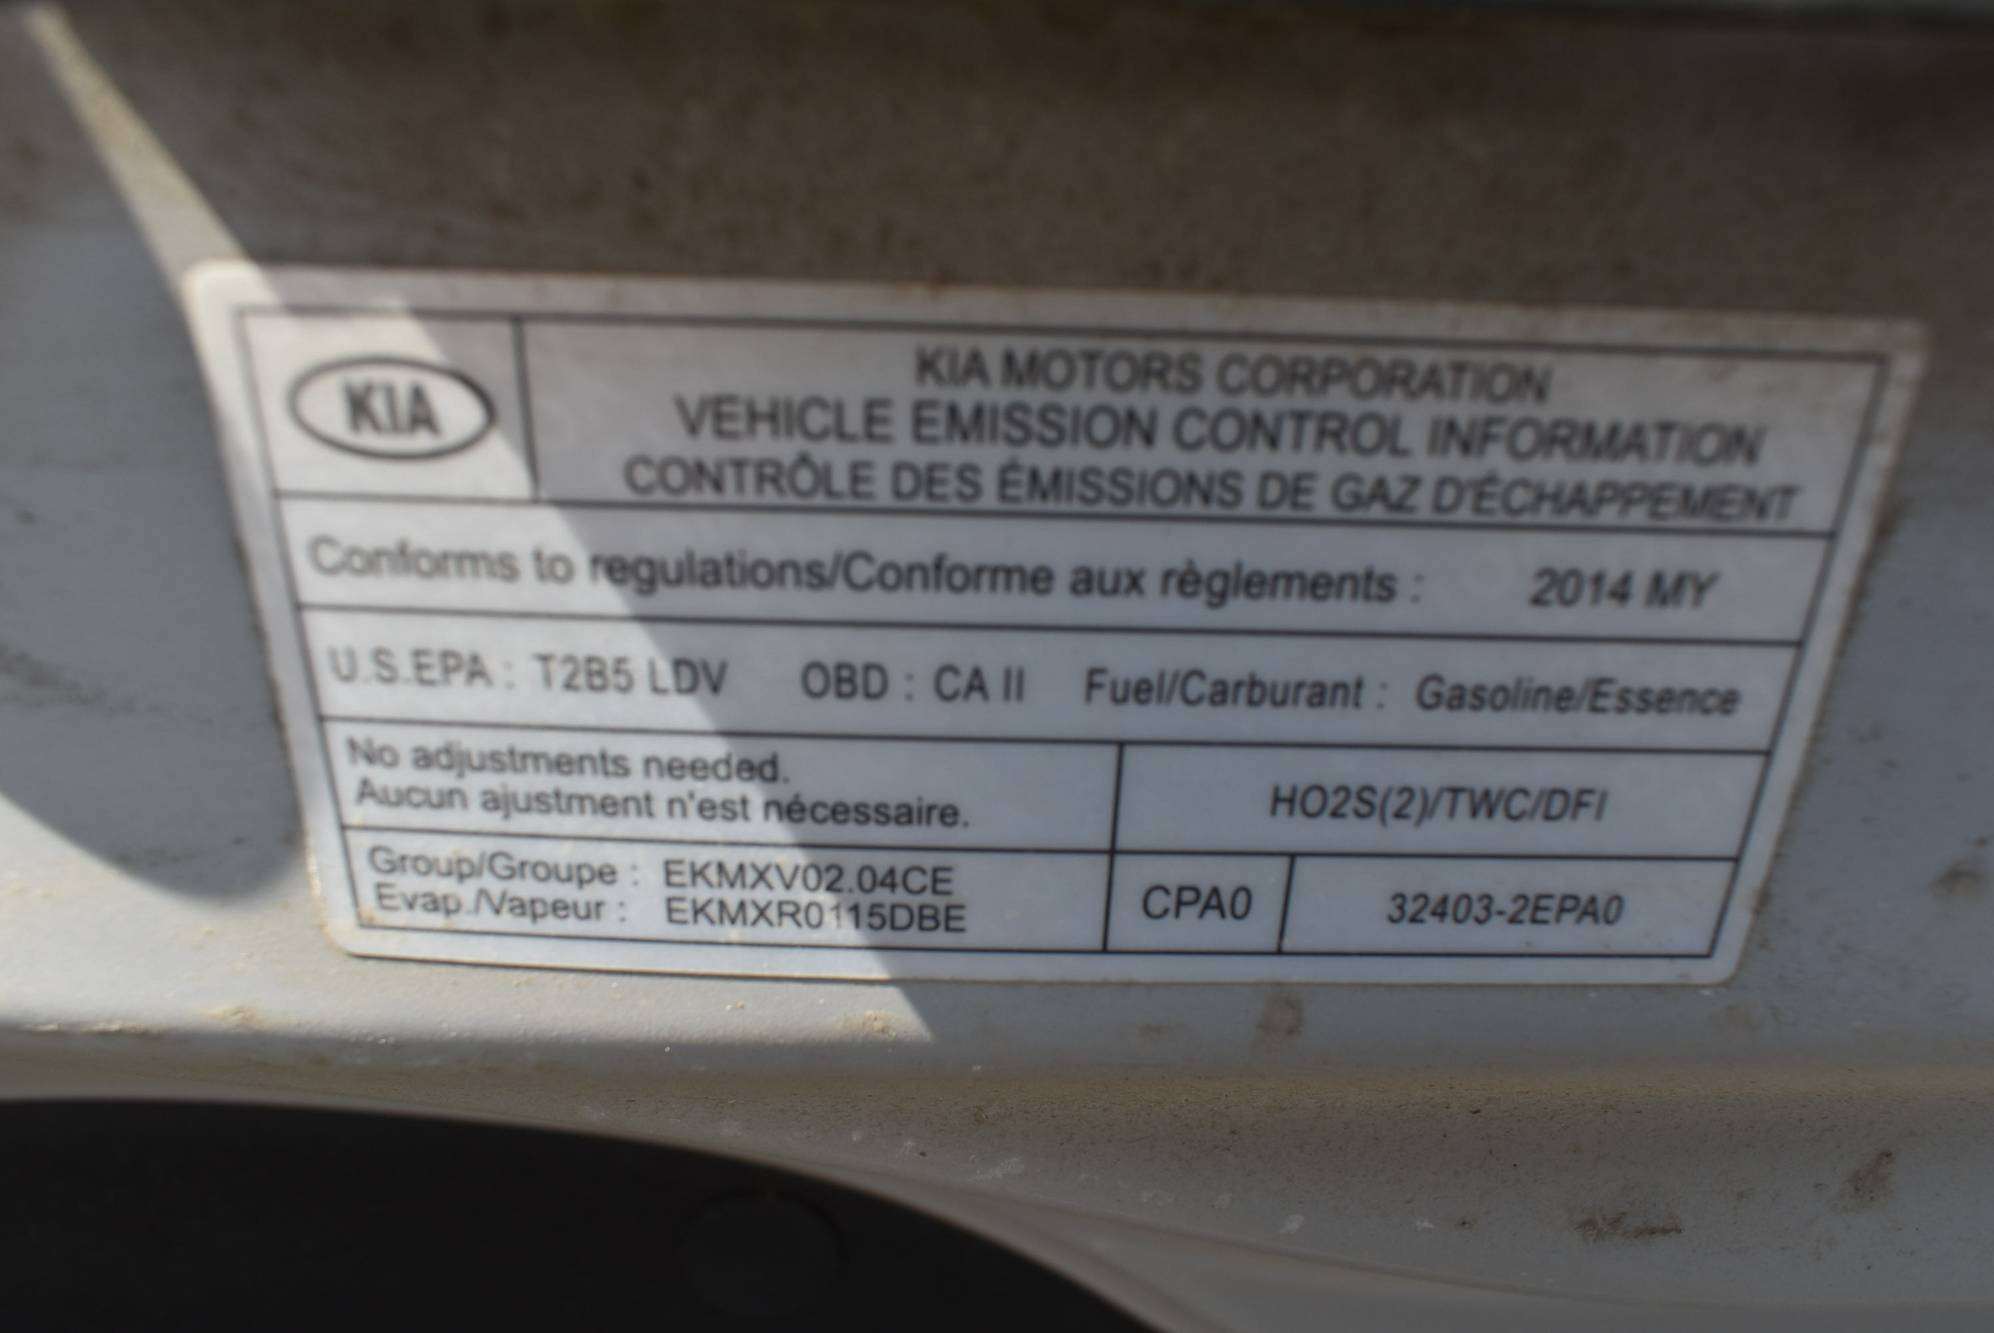 KIA
KIA MOTORS CORPORATION
VEHICLE EMISSION CONTROL INFORMATION
CONTRÔLE DES ÉMISSIONS DE GAZ D'ÉCHAPPEMENT
Conforms to regulations/Conforme aux règlements : 2014 MY
U.S.EPA : T2B5 LDV OBD : CA II Fuel/Carburant : Gasoline/Essence
No adjustments needed.
Aucun ajustment n'est nécessaire.
HO2S(2)/TWC/DFI
Group/Groupe : EKMXV02.04CE
Evap./Vapeur : EKMXR0115DBE
CPA0 32403-2EPA0